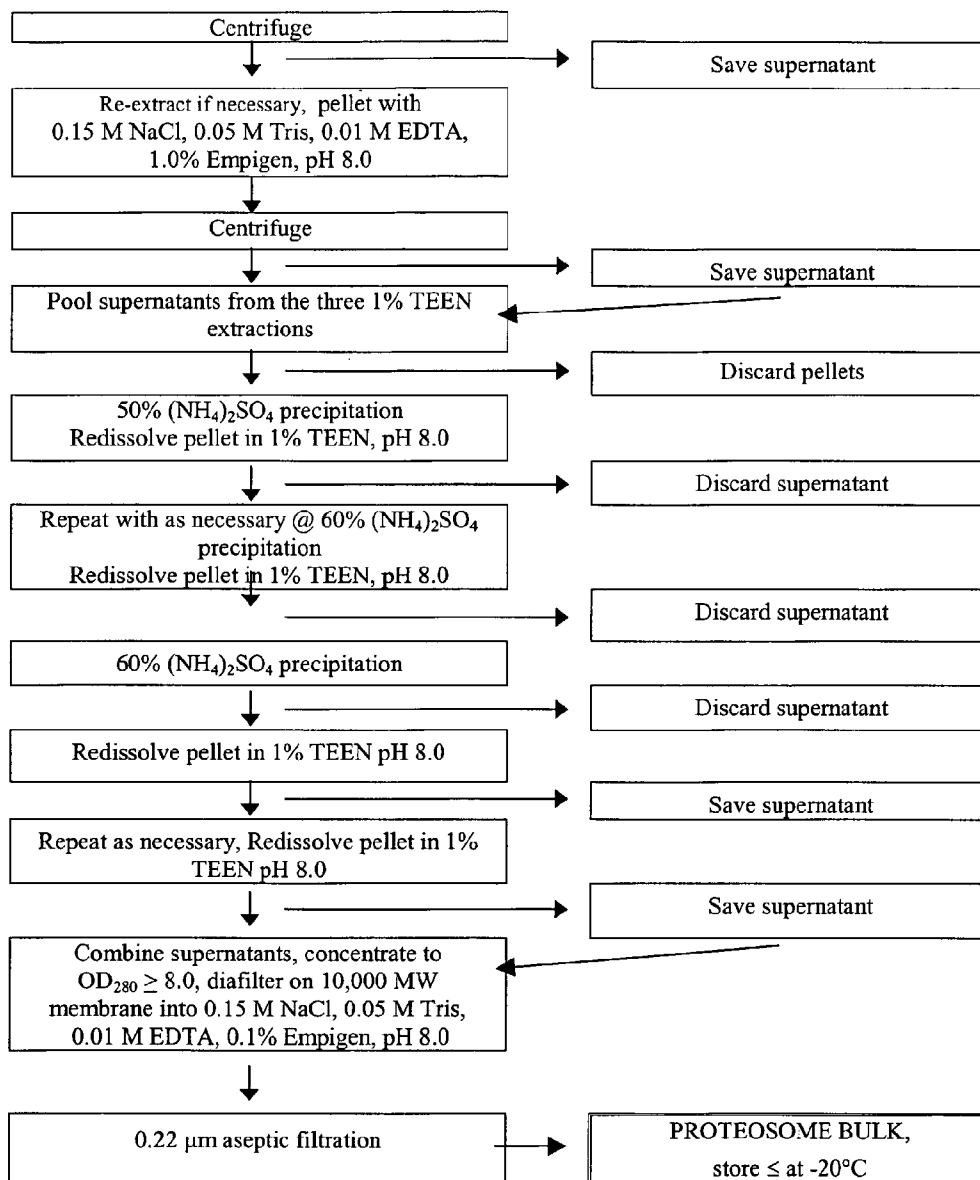 Centrifuge
Save supernatant
Re-extract if necessary, pellet with
0.15 M NaCl, 0.05 M Tris, 0.01 M EDTA,
1.0% Empigen, pH 8.0
Centrifuge
Save supernatant
Pool supernatants from the three 1% TEEN
extractions
Discard pellets
50% (NH₄)₂SO₄ precipitation
Redissolve pellet in 1% TEEN, pH 8.0
Discard supernatant
Repeat with as necessary @ 60% (NH₄)₂SO₄
precipitation
Redissolve pellet in 1% TEEN, pH 8.0
Discard supernatant
60% (NH₄)₂SO₄ precipitation
Discard supernatant
Redissolve pellet in 1% TEEN pH 8.0
Save supernatant
Repeat as necessary, Redissolve pellet in 1%
TEEN pH 8.0
Save supernatant
Combine supernatants, concentrate to
OD₂₈₀ ≥ 8.0, diafilter on 10,000 MW
membrane into 0.15 M NaCl, 0.05 M Tris,
0.01 M EDTA, 0.1% Empigen, pH 8.0
0.22 µm aseptic filtration
PROTEOSOME BULK,
store ≤ at -20°C